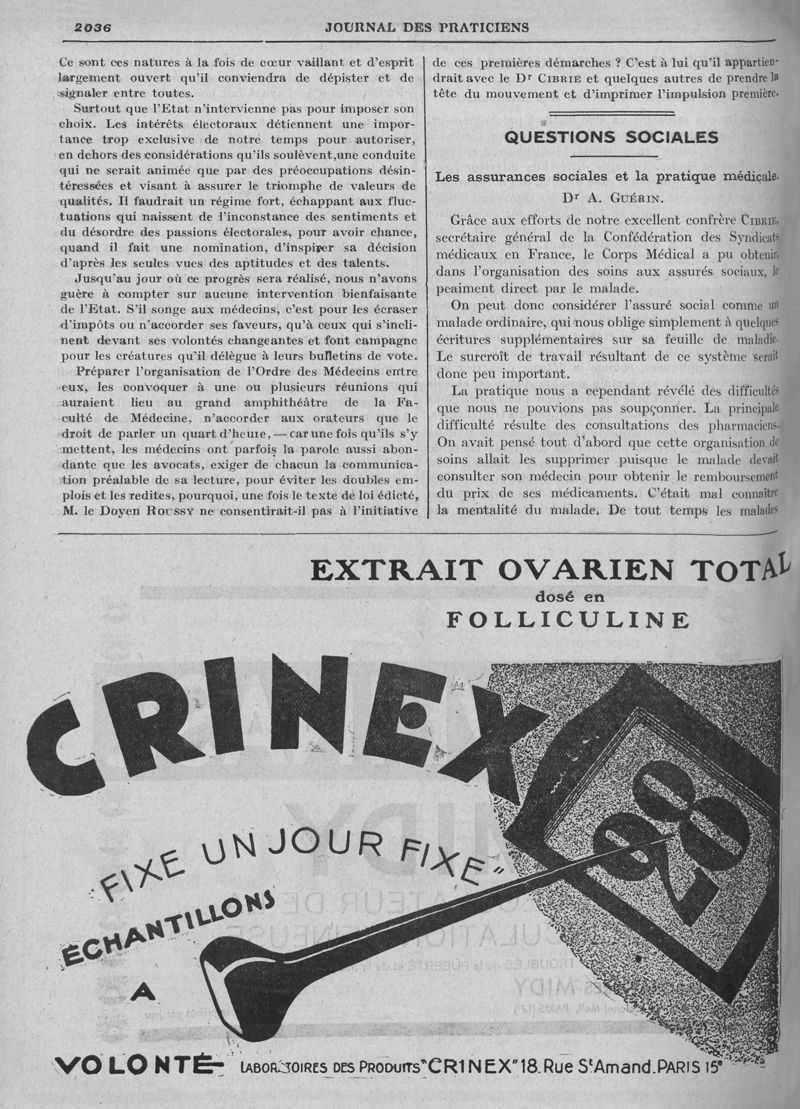 2036
JOURNAL DES PRATICIENS
Ce sont ces natures à la fois de cœur vaillant et d'esprit
largement ouvert qu'il conviendra de dépister et de
signaler entre toutes.
Surtout que l'Etat n'intervienne pas pour imposer son
choix. Les intérêts électoraux détiennent une impor-
tance trop exclusive de notre temps pour autoriser,
en dehors des considérations qu'ils soulèvent,une conduite
qui ne serait animée que par des préoccupations désin-
téressées et visant à assurer le triomphe de valeurs de
qualités. Il faudrait un régime fort, échappant aux fluc-
tuations qui naissent de l'inconstance des sentiments et
du désordre des passions électorales, pour avoir chance,
quand il fait une nomination, d'inspirer sa décision
d'après les seules vues des aptitudes et des talents.
Jusqu'au jour où ce progrès sera réalisé, nous n'avons
guère à compter sur aucune intervention bienfaisante
de l'Etat. S'il songe aux médecins, c'est pour les écraser
d'impôts ou n'accorder ses faveurs, qu'à ceux qui s'incli-
nent devant ses volontés changeantes et font campagne
pour les créatures qu'il délègue à leurs bulletins de vote.
Préparer l'organisation de l'Ordre des Médecins entre
eux, les convoquer à une ou plusieurs réunions qui
auraient lieu au grand amphithéâtre de la Fa-
culté de Médecine, n'accorder aux orateurs que le
droit de parler un quart d'heure, — car une fois qu'ils s'y
mettent, les médecins ont parfois la parole aussi abon-
dante que les avocats, exiger de chacun la communica-
tion préalable de sa lecture, pour éviter les doubles em-
plois et les redites, pourquoi, une fois le texte de loi édicté,
M. le Doyen ROUSSY ne consentirait-il pas à l'initiative
de ces premières démarches ? C'est à lui qu'il appartien-
drait avec le Dr CIBRIÉ et quelques autres de prendre la
tête du mouvement et d'imprimer l'impulsion première.
QUESTIONS SOCIALES
Les assurances sociales et la pratique médicale.
Dr A. GUÉRIN.
Grâce aux efforts de notre excellent confrère CIBRIE,
secrétaire général de la Confédération des Syndicats
médicaux en France, le Corps Médical a pu obtenir,
dans l'organisation des soins aux assurés sociaux, le
peaiment direct par le malade.
On peut donc considérer l'assuré social comme un
malade ordinaire, qui nous oblige simplement à quelques
écritures supplémentaires sur sa feuille de maladie.
Le surcroît de travail résultant de ce système serait
donc peu important.
La pratique nous a cependant révélé des difficultés
que nous ne pouvions pas soupçonner. La principale
difficulté résulte des consultations des pharmaciens.
On avait pensé tout d'abord que cette organisation de
soins allait les supprimer puisque le malade devait
consulter son médecin pour obtenir le remboursement
du prix de ses médicaments. C'était mal connaître
la mentalité du malade. De tout temps les malades
EXTRAIT OVARIEN TOTAL
dosé en
FOLLICULINE
CRINEX
28
"FIXE UN JOUR FIXE"
ÉCHANTILLONS
A
VOLONTÉ-
LABORATOIRES DES PRODUITS "CRINEX" 18. RUE St AMAND. PARIS 15e